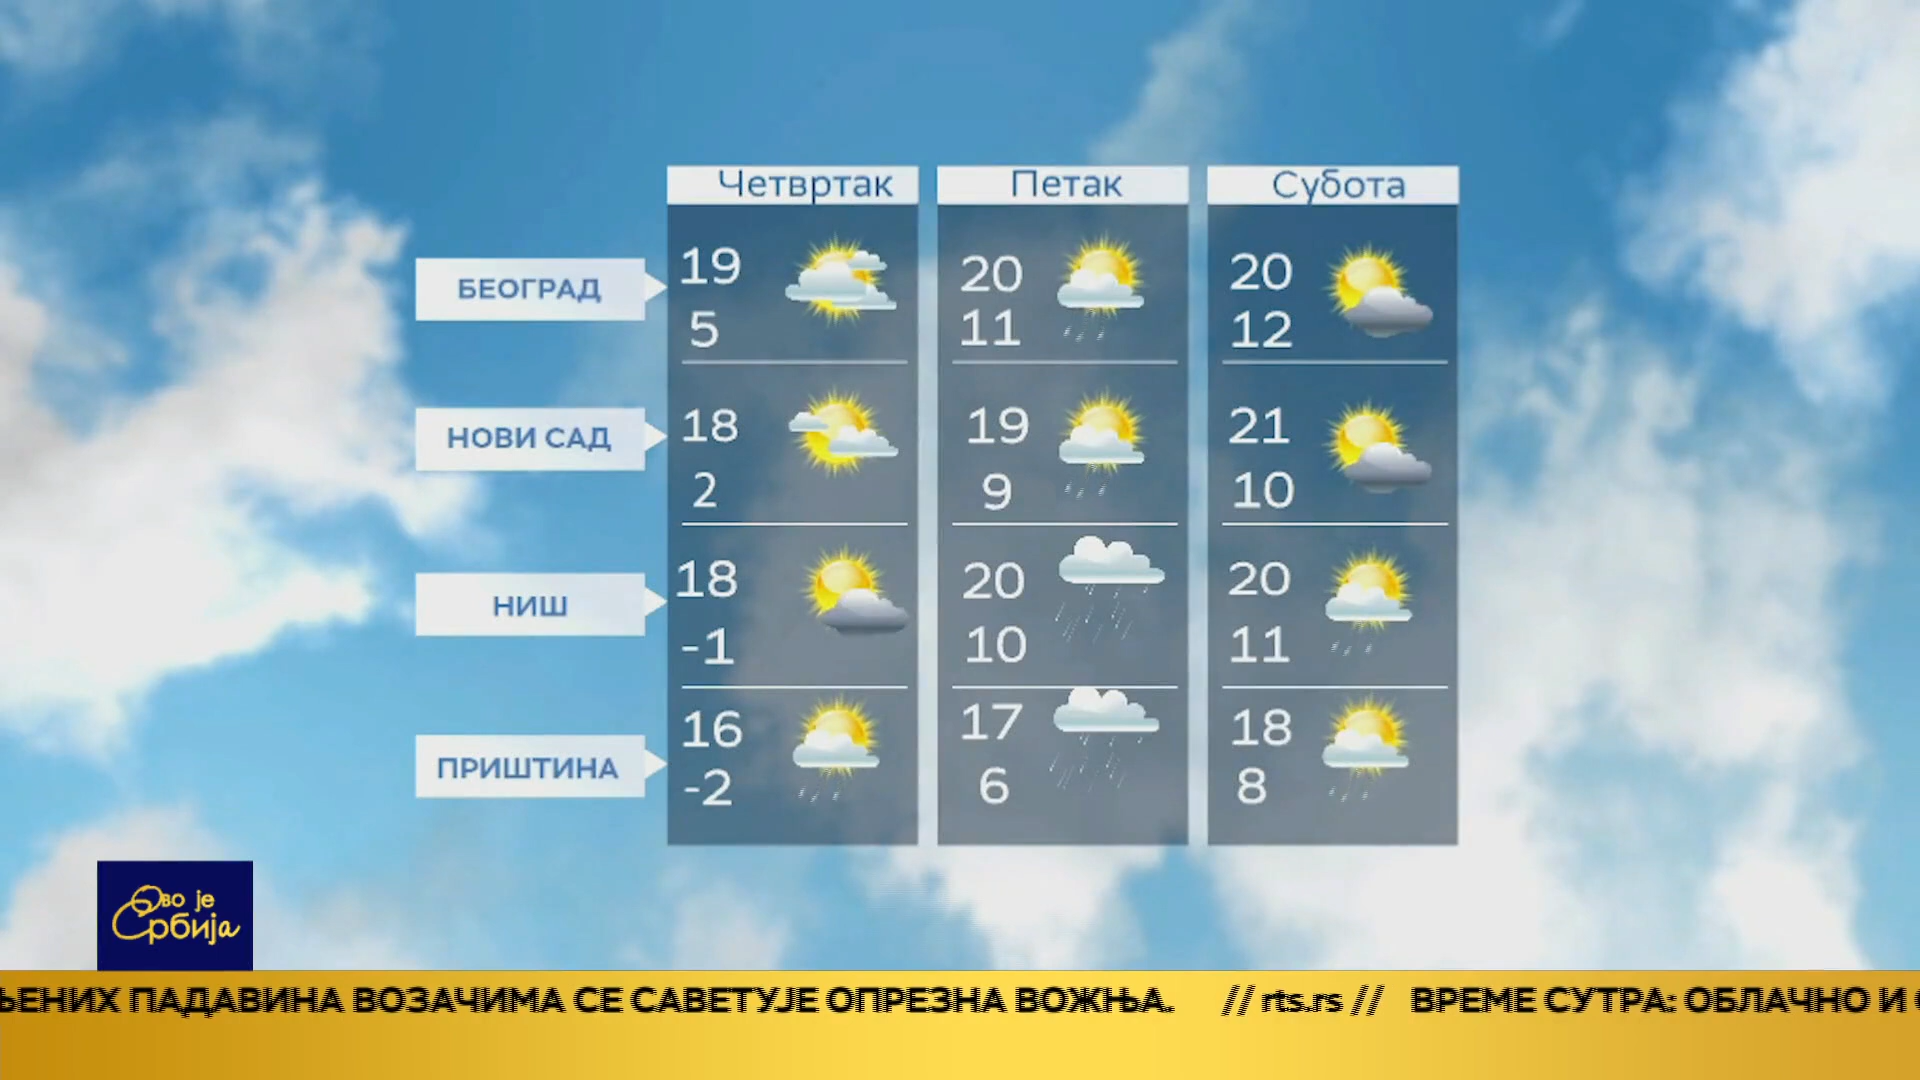 Четвртак Петак Субота
БЕОГРАД 19 20 20
5 11 12
НОВИ САД 18 19 21
2 9 10
НИШ 18 20 20
-1 10 11
ПРИШТИНА 16 17 18
-2 6 8
Ово је
Србија
ЊЕНИХ ПАДАВИНА ВОЗАЧИМА СЕ САВЕТУЈЕ ОПРЕЗНА ВОЖЊА. // rts.rs // ВРЕМЕ СУТРА: ОБЛАЧНО И